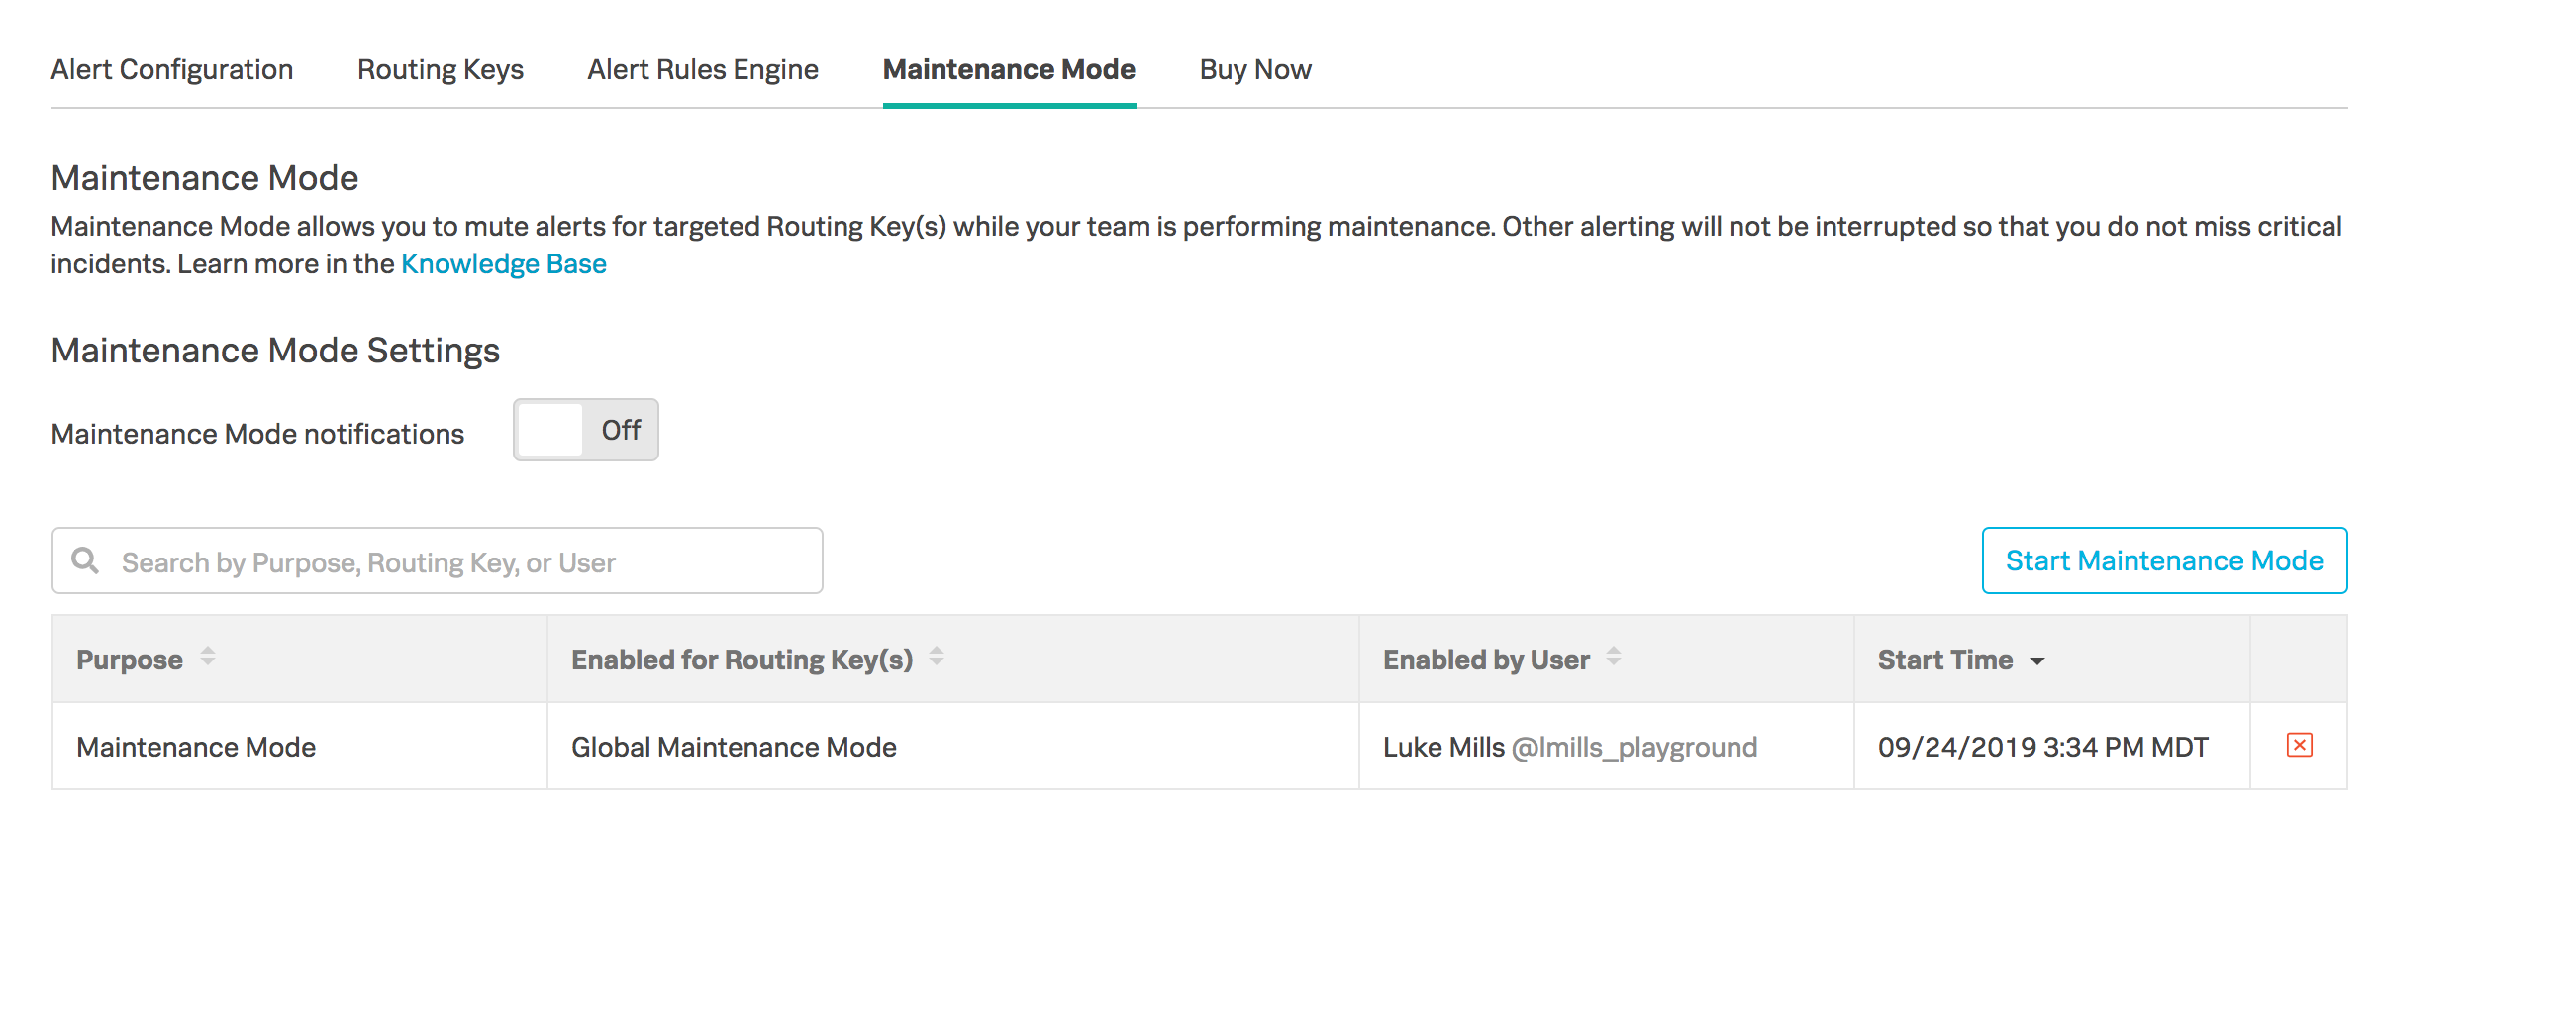 Alert Configuration Routing Keys Alert Rules Engine Maintenance Mode Buy Now
Maintenance Mode
Maintenance Mode allows you to mute alerts for targeted Routing Key(s) while your team is performing maintenance. Other alerting will not be interrupted so that you do not miss critical
incidents. Learn more in the Knowledge Base
Maintenance Mode Settings
Maintenance Mode notifications Off
Search by Purpose, Routing Key, or User Start Maintenance Mode
Purpose Enabled for Routing Key(s) Enabled by User Start Time
Maintenance Mode Global Maintenance Mode Luke Mills @lmills_playground 09/24/2019 3:34 PM MDT